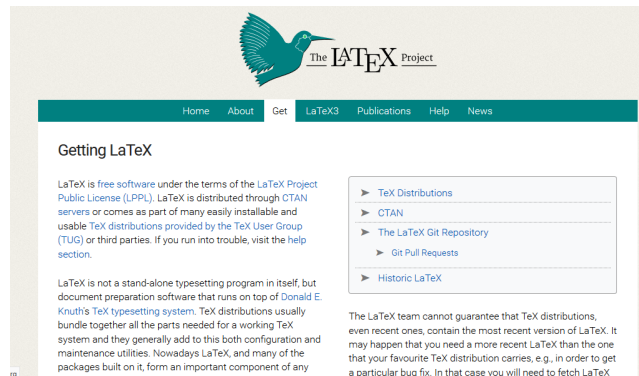 The LATEX Project
Home About Get LaTeX3 Publications Help News
Getting LaTeX
LaTeX is free software under the terms of the LaTeX Project
Public License (LPPL). LaTeX is distributed through CTAN
servers or comes as part of many easily installable and
usable TeX distributions provided by the TeX User Group
(TUG) or third parties. If you run into trouble, visit the help
section.
LaTeX is not a stand-alone typesetting program in itself, but
document preparation software that runs on top of Donald E.
Knuth's TeX typesetting system. TeX distributions usually
bundle together all the parts needed for a working TeX
system and they generally add to this both configuration and
maintenance utilities. Nowadays LaTeX, and many of the
packages built on it, form an important component of any
TeX Distributions
CTAN
The LaTeX Git Repository
Git Pull Requests
Historic LaTeX
The LaTeX team cannot guarantee that TeX distributions,
even recent ones, contain the most recent version of LaTeX. It
may happen that you need a more recent LaTeX than the one
that your favourite TeX distribution carries, e.g., in order to get
a particular bug fix. In that case you will need to fetch LaTeX